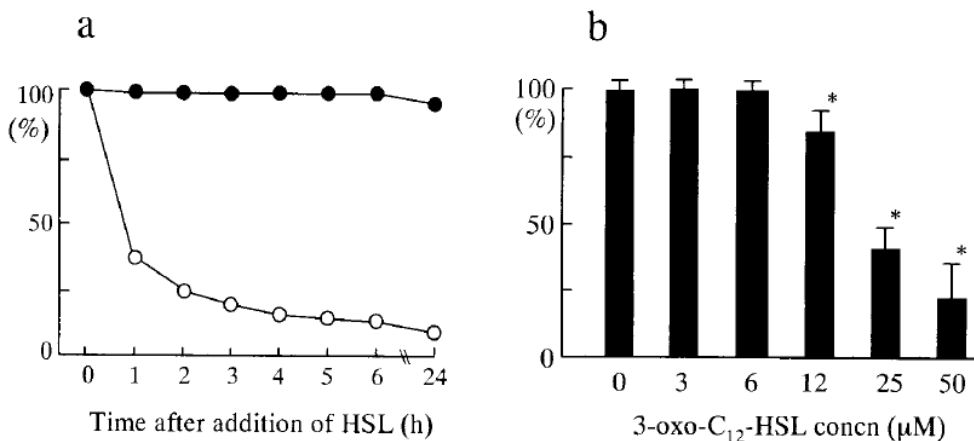 a
100
(%)
50
0
0 1 2 3 4 5 6 24
Time after addition of HSL (h)
b
100
(%)
50
0
* * *
0 3 6 12 25 50
3-oxo-C₁₂-HSL concn (μM)